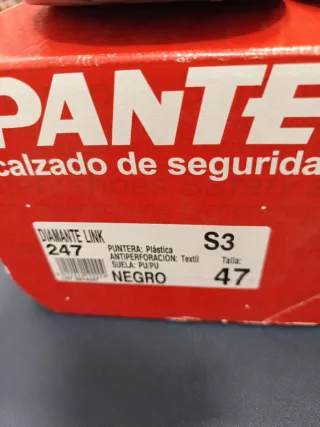 PANTE
calzado de segurida
DIAMANTE LINK
247
PUNTERA: Plástica
ANTIPERFORACION: Textil
SUELA: PU/PU
NEGRO
S3
Talla:
47